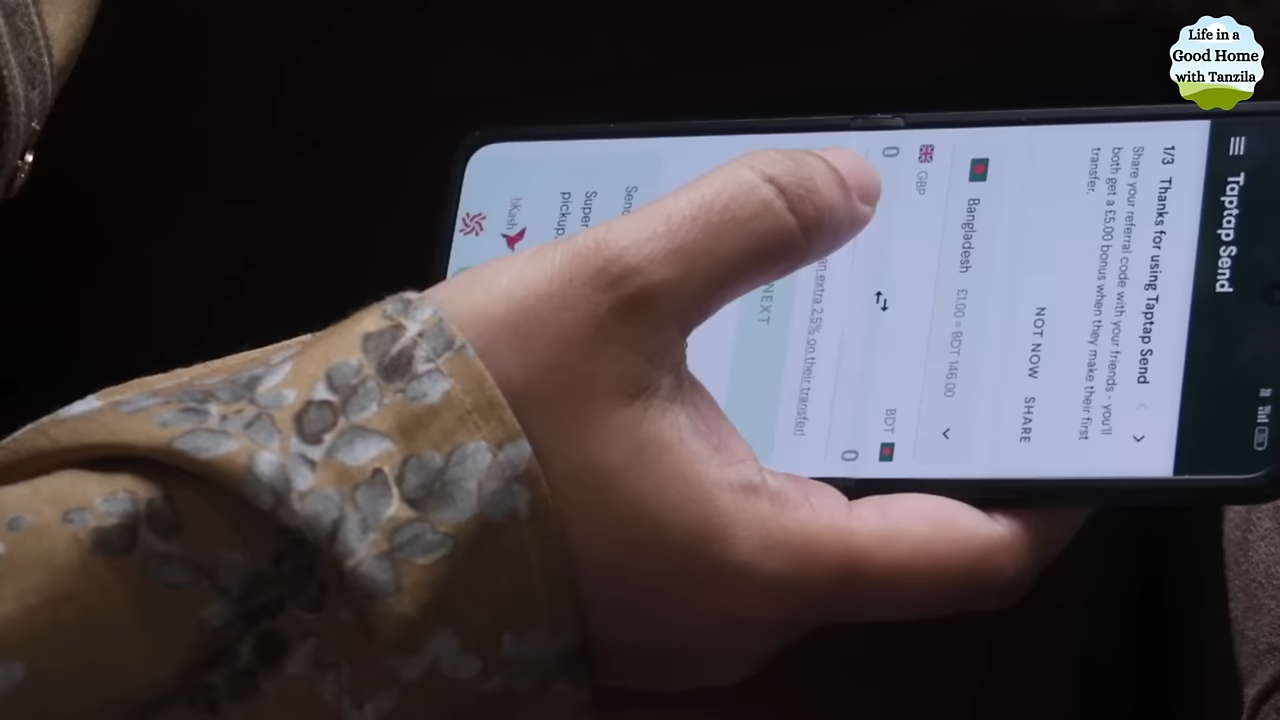 Life in a
Good Home
with Tanzila
Taptap Send
1/3 Thanks for using Taptap Send
Share your referral code with your friends - you'll
both get a £5.00 bonus when they make their first
transfer.
NOT NOW SHARE
Bangladesh £1.00 = BDT 146.00
GBP BDT
0 0
extra 2.5% on their transfer!
NEXT
Send
Super
pickup,
bKash